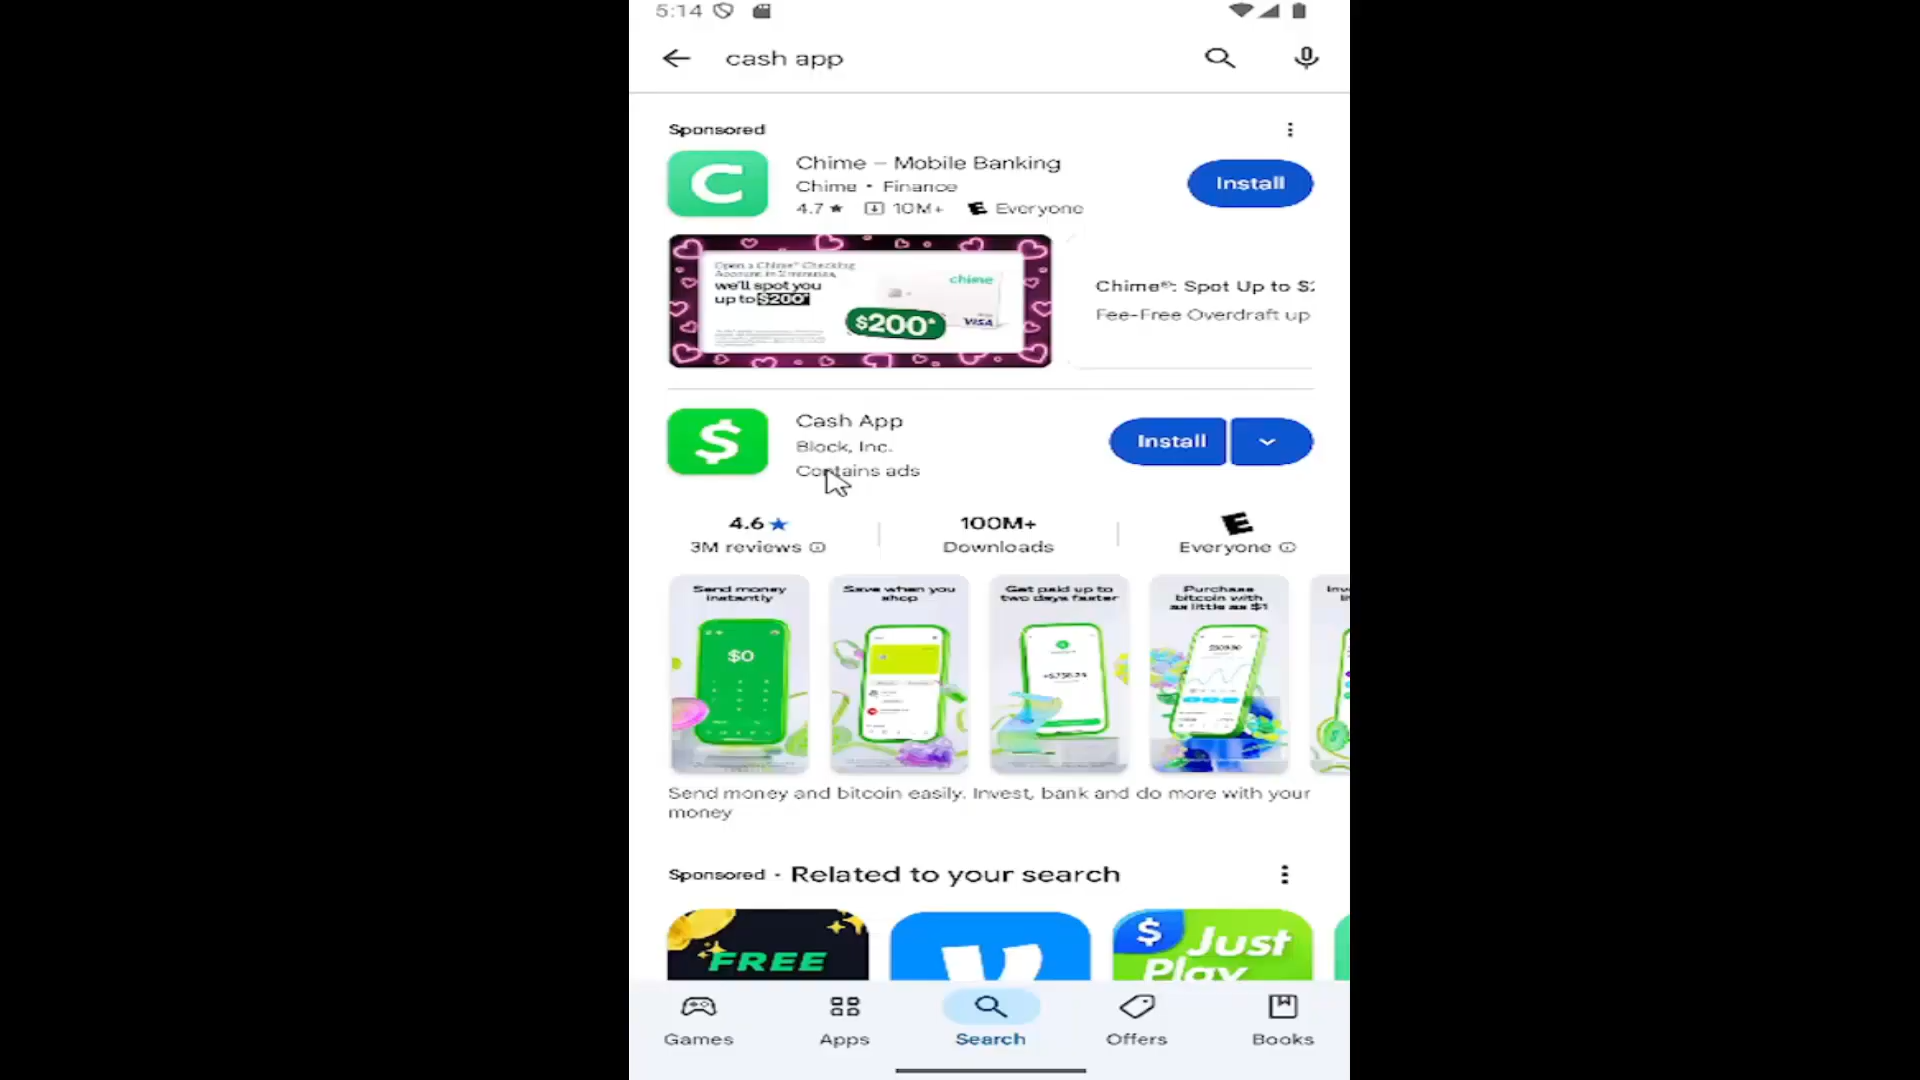 5:14
cash app
Sponsored
Chime – Mobile Banking
Chime • Finance
4.7★ 10M+ E Everyone
Install
Open a Chime® Checking
Account in 2 minutes,
we'll spot you
up to $200*
chime
$200*
VISA
Chime®: Spot Up to $
Fee-Free Overdraft up
Cash App
Block, Inc.
Contains ads
Install
4.6★
3M reviews
100M+
Downloads
E
Everyone
Send money
instantly
$0
Save when you
shop
Get paid up to
two days faster
Purchase
bitcoin with
as little as $1
Send money and bitcoin easily. Invest, bank and do more with your
money
Sponsored · Related to your search
FREE
Just
Play
Games
Apps
Search
Offers
Books